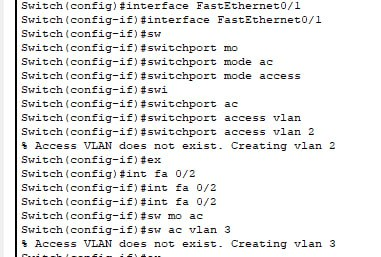 Switch(config)#interface FastEthernet0/1
Switch(config-if)#interface FastEthernet0/1
Switch(config-if)#sw
Switch(config-if)#switchport mo
Switch(config-if)#switchport mode ac
Switch(config-if)#switchport mode access
Switch(config-if)#swi
Switch(config-if)#switchport ac
Switch(config-if)#switchport access vlan
Switch(config-if)#switchport access vlan 2
% Access VLAN does not exist. Creating vlan 2
Switch(config-if)#ex
Switch(config)#int fa 0/2
Switch(config-if)#int fa 0/2
Switch(config-if)#int fa 0/2
Switch(config-if)#sw mo ac
Switch(config-if)#sw ac vlan 3
% Access VLAN does not exist. Creating vlan 3
Switch(config-if)#ex